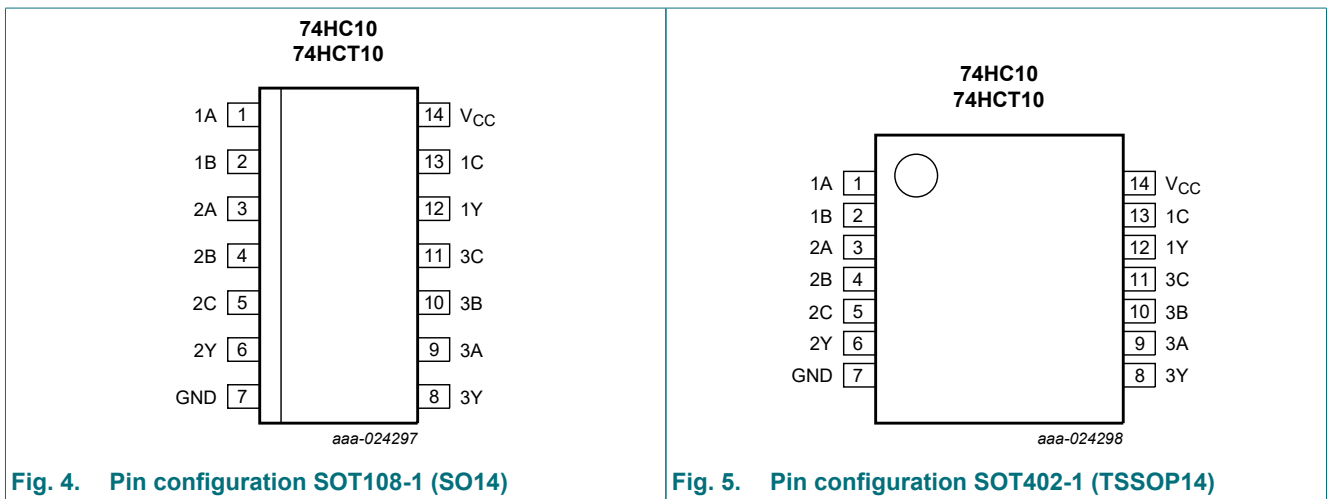 74HC10
74HCT10
1A 1 14 VCC
1B 2 13 1C
2A 3 12 1Y
2B 4 11 3C
2C 5 10 3B
2Y 6 9 3A
GND 7 8 3Y
aaa-024297
Fig. 4. Pin configuration SOT108-1 (SO14)
74HC10
74HCT10
1A 1 14 VCC
1B 2 13 1C
2A 3 12 1Y
2B 4 11 3C
2C 5 10 3B
2Y 6 9 3A
GND 7 8 3Y
aaa-024298
Fig. 5. Pin configuration SOT402-1 (TSSOP14)